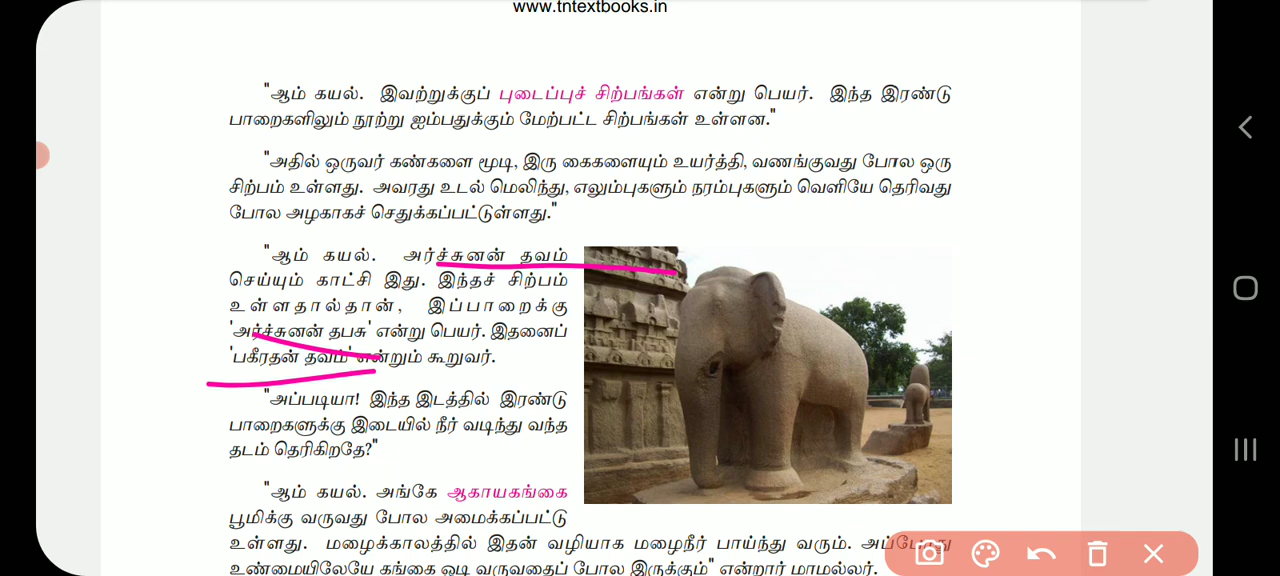 www.tntextbooks.in
"ஆம் கயல். இவற்றுக்குப் புடைப்புச் சிற்பங்கள் என்று பெயர். இந்த இரண்டு
பாறைகளிலும் நூற்று ஐம்பதுக்கும் மேற்பட்ட சிற்பங்கள் உள்ளன."
"அதில் ஒருவர் கண்களை மூடி, இரு கைகளையும் உயர்த்தி, வணங்குவது போல ஒரு
சிற்பம் உள்ளது. அவரது உடல் மெலிந்து, எலும்புகளும் நரம்புகளும் வெளியே தெரிவது
போல அழகாகச் செதுக்கப்பட்டுள்ளது."
"ஆம் கயல். அர்ச்சுனன் தவம்
செய்யும் காட்சி இது. இந்தச் சிற்பம்
உள்ளதால்தான், இப்பாறைக்கு
'அர்ச்சுனன் தபசு' என்று பெயர். இதனைப்
'பகீரதன் தவம்' என்றும் கூறுவர்.
"அப்படியா! இந்த இடத்தில் இரண்டு
பாறைகளுக்கு இடையில் நீர் வடிந்து வந்த
தடம் தெரிகிறதே?"
"ஆம் கயல். அங்கே ஆகாயகங்கை
பூமிக்கு வருவது போல அமைக்கப்பட்டு
உள்ளது. மழைக்காலத்தில் இதன் வழியாக மழைநீர் பாய்ந்து வரும்.
உண்மையிலேயே கங்கை ஓடி வருவதைப் போல இருக்கும்" என்றார் மாமல்லர்.